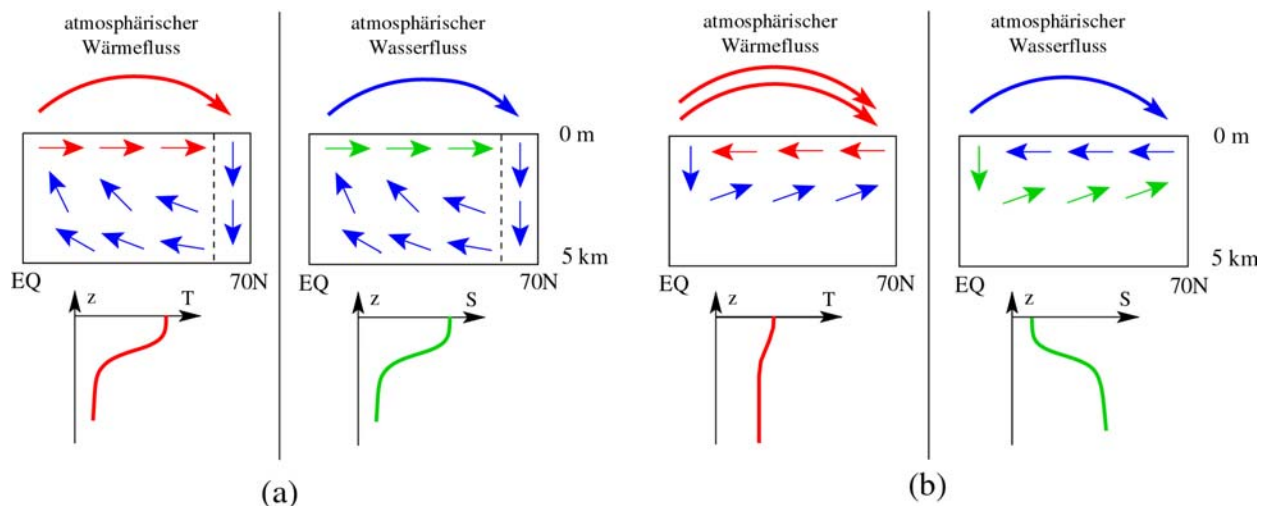 atmosphärischer
Wärmefluss
atmosphärischer
Wasserfluss
0 m
5 km
EQ
70N
EQ
70N
z
T
z
S
(a)
atmosphärischer
Wärmefluss
atmosphärischer
Wasserfluss
0 m
5 km
EQ
70N
EQ
70N
z
T
z
S
(b)